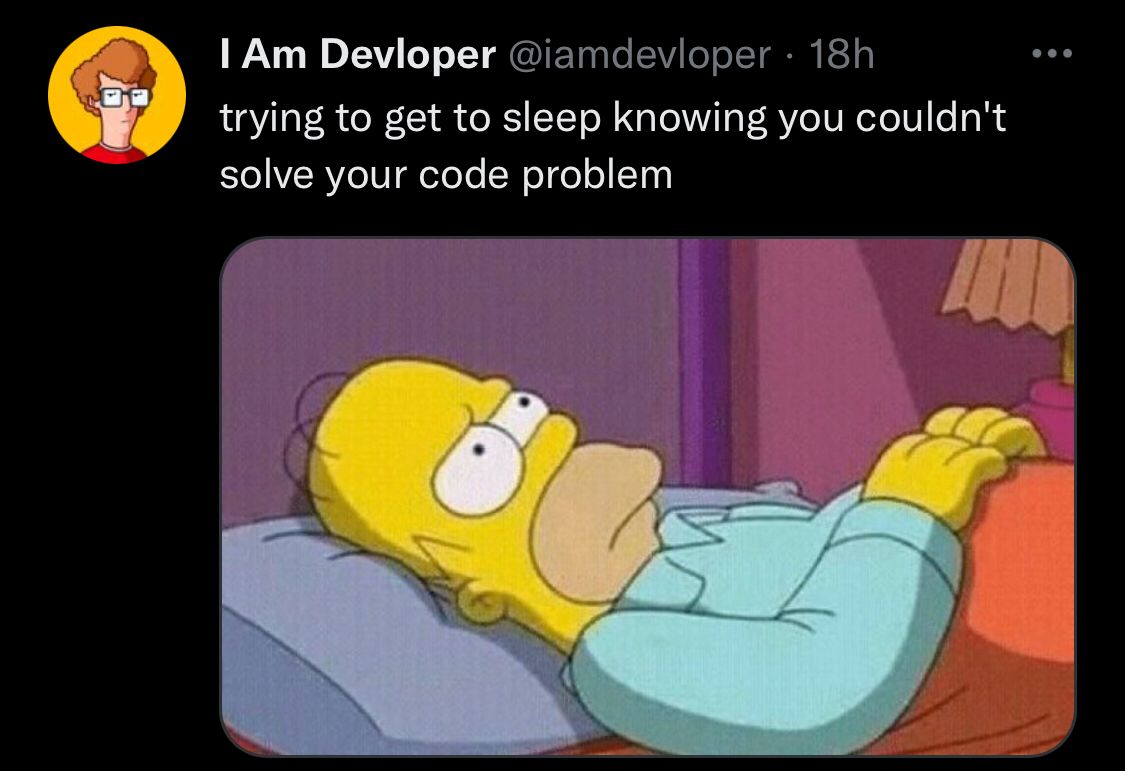 I Am Devloper @iamdevloper · 18h
trying to get to sleep knowing you couldn't
solve your code problem